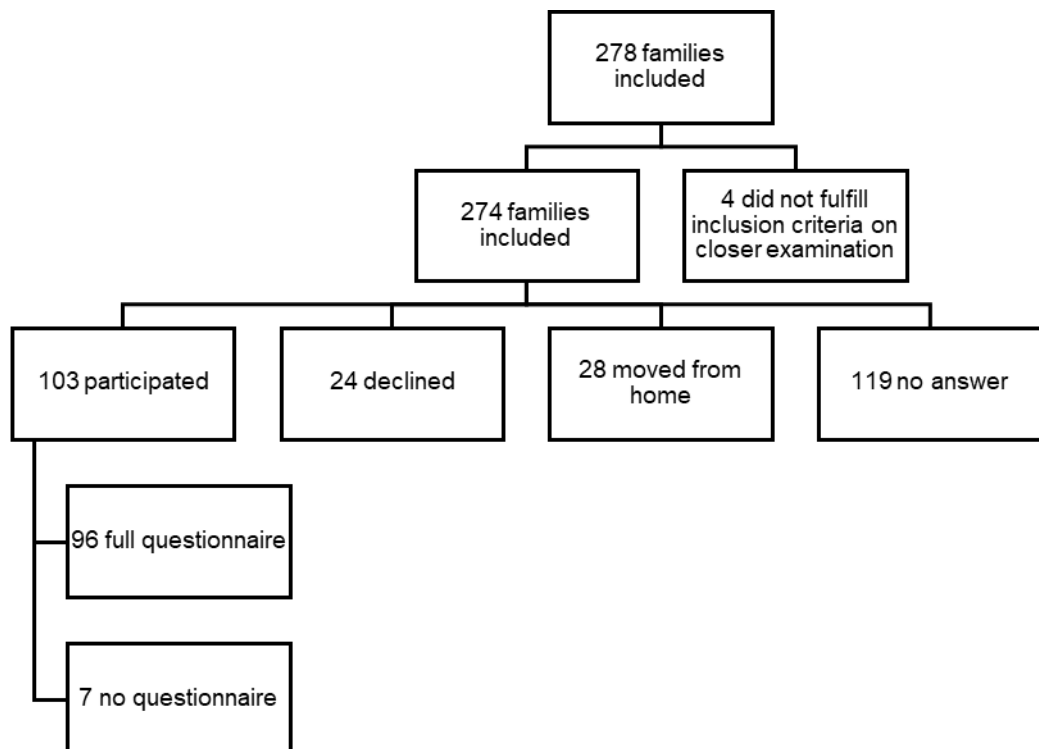 278 families
included
274 families
included
4 did not fulfill
inclusion criteria on
closer examination
103 participated
24 declined
28 moved from
home
119 no answer
96 full questionnaire
7 no questionnaire